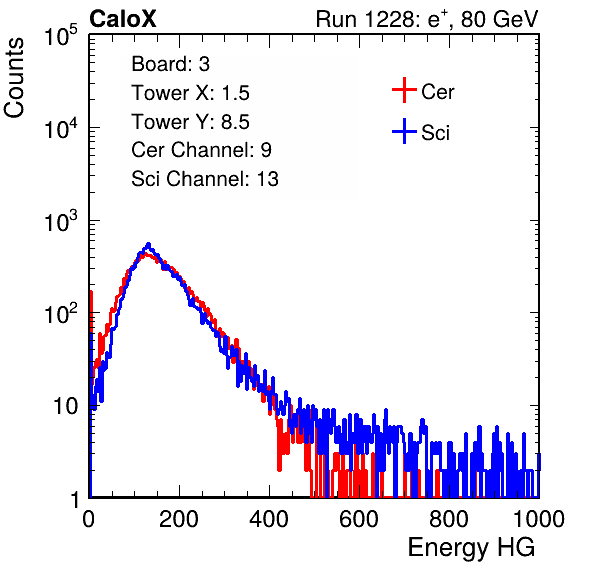 CaloX Run 1228: e⁺, 80 GeV
Counts
10⁵
10⁴
10³
10²
10
1
Board: 3
Tower X: 1.5
Tower Y: 8.5
Cer Channel: 9
Sci Channel: 13
Cer
Sci
0 200 400 600 800 1000
Energy HG